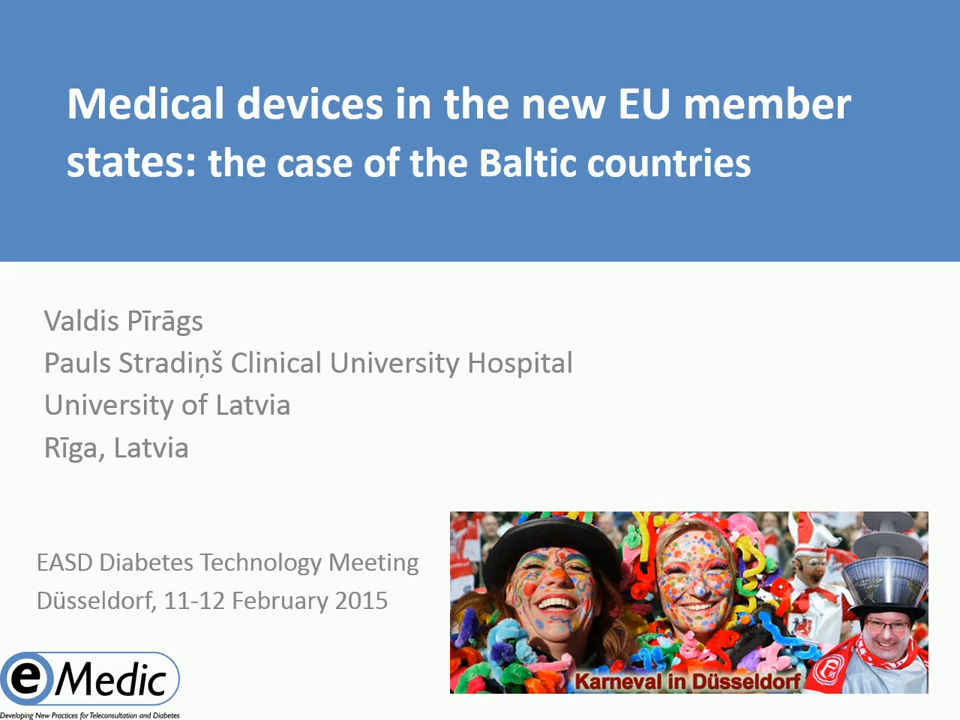 Medical devices in the new EU member
states: the case of the Baltic countries
Valdis Pīrāgs
Pauls Stradiņš Clinical University Hospital
University of Latvia
Rīga, Latvia
EASD Diabetes Technology Meeting
Düsseldorf, 11-12 February 2015
Karneval in Düsseldorf
eMedic
Developing New Practices for Teleconsultation and Diabetes